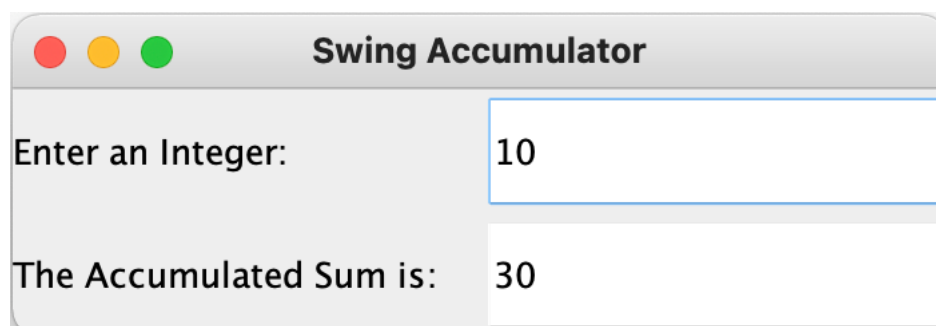 Swing Accumulator
Enter an Integer: 10
The Accumulated Sum is: 30